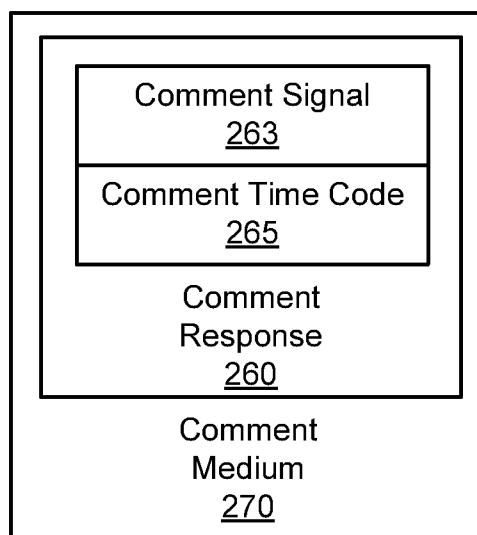 Comment Signal
263
Comment Time Code
265
Comment
Response
260
Comment
Medium
270